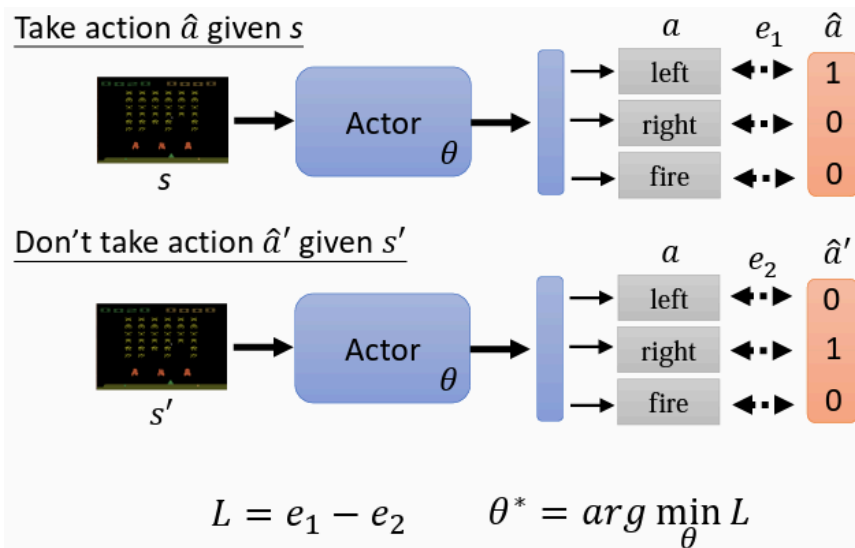 Take action â given s
a e₁ â
left 1
Actor
right 0
θ
fire 0
s
Don’t take action â′ given s′
a e₂ â′
left 0
Actor
right 1
θ
fire 0
s′
L = e₁ − e₂ θ* = arg min L
θ